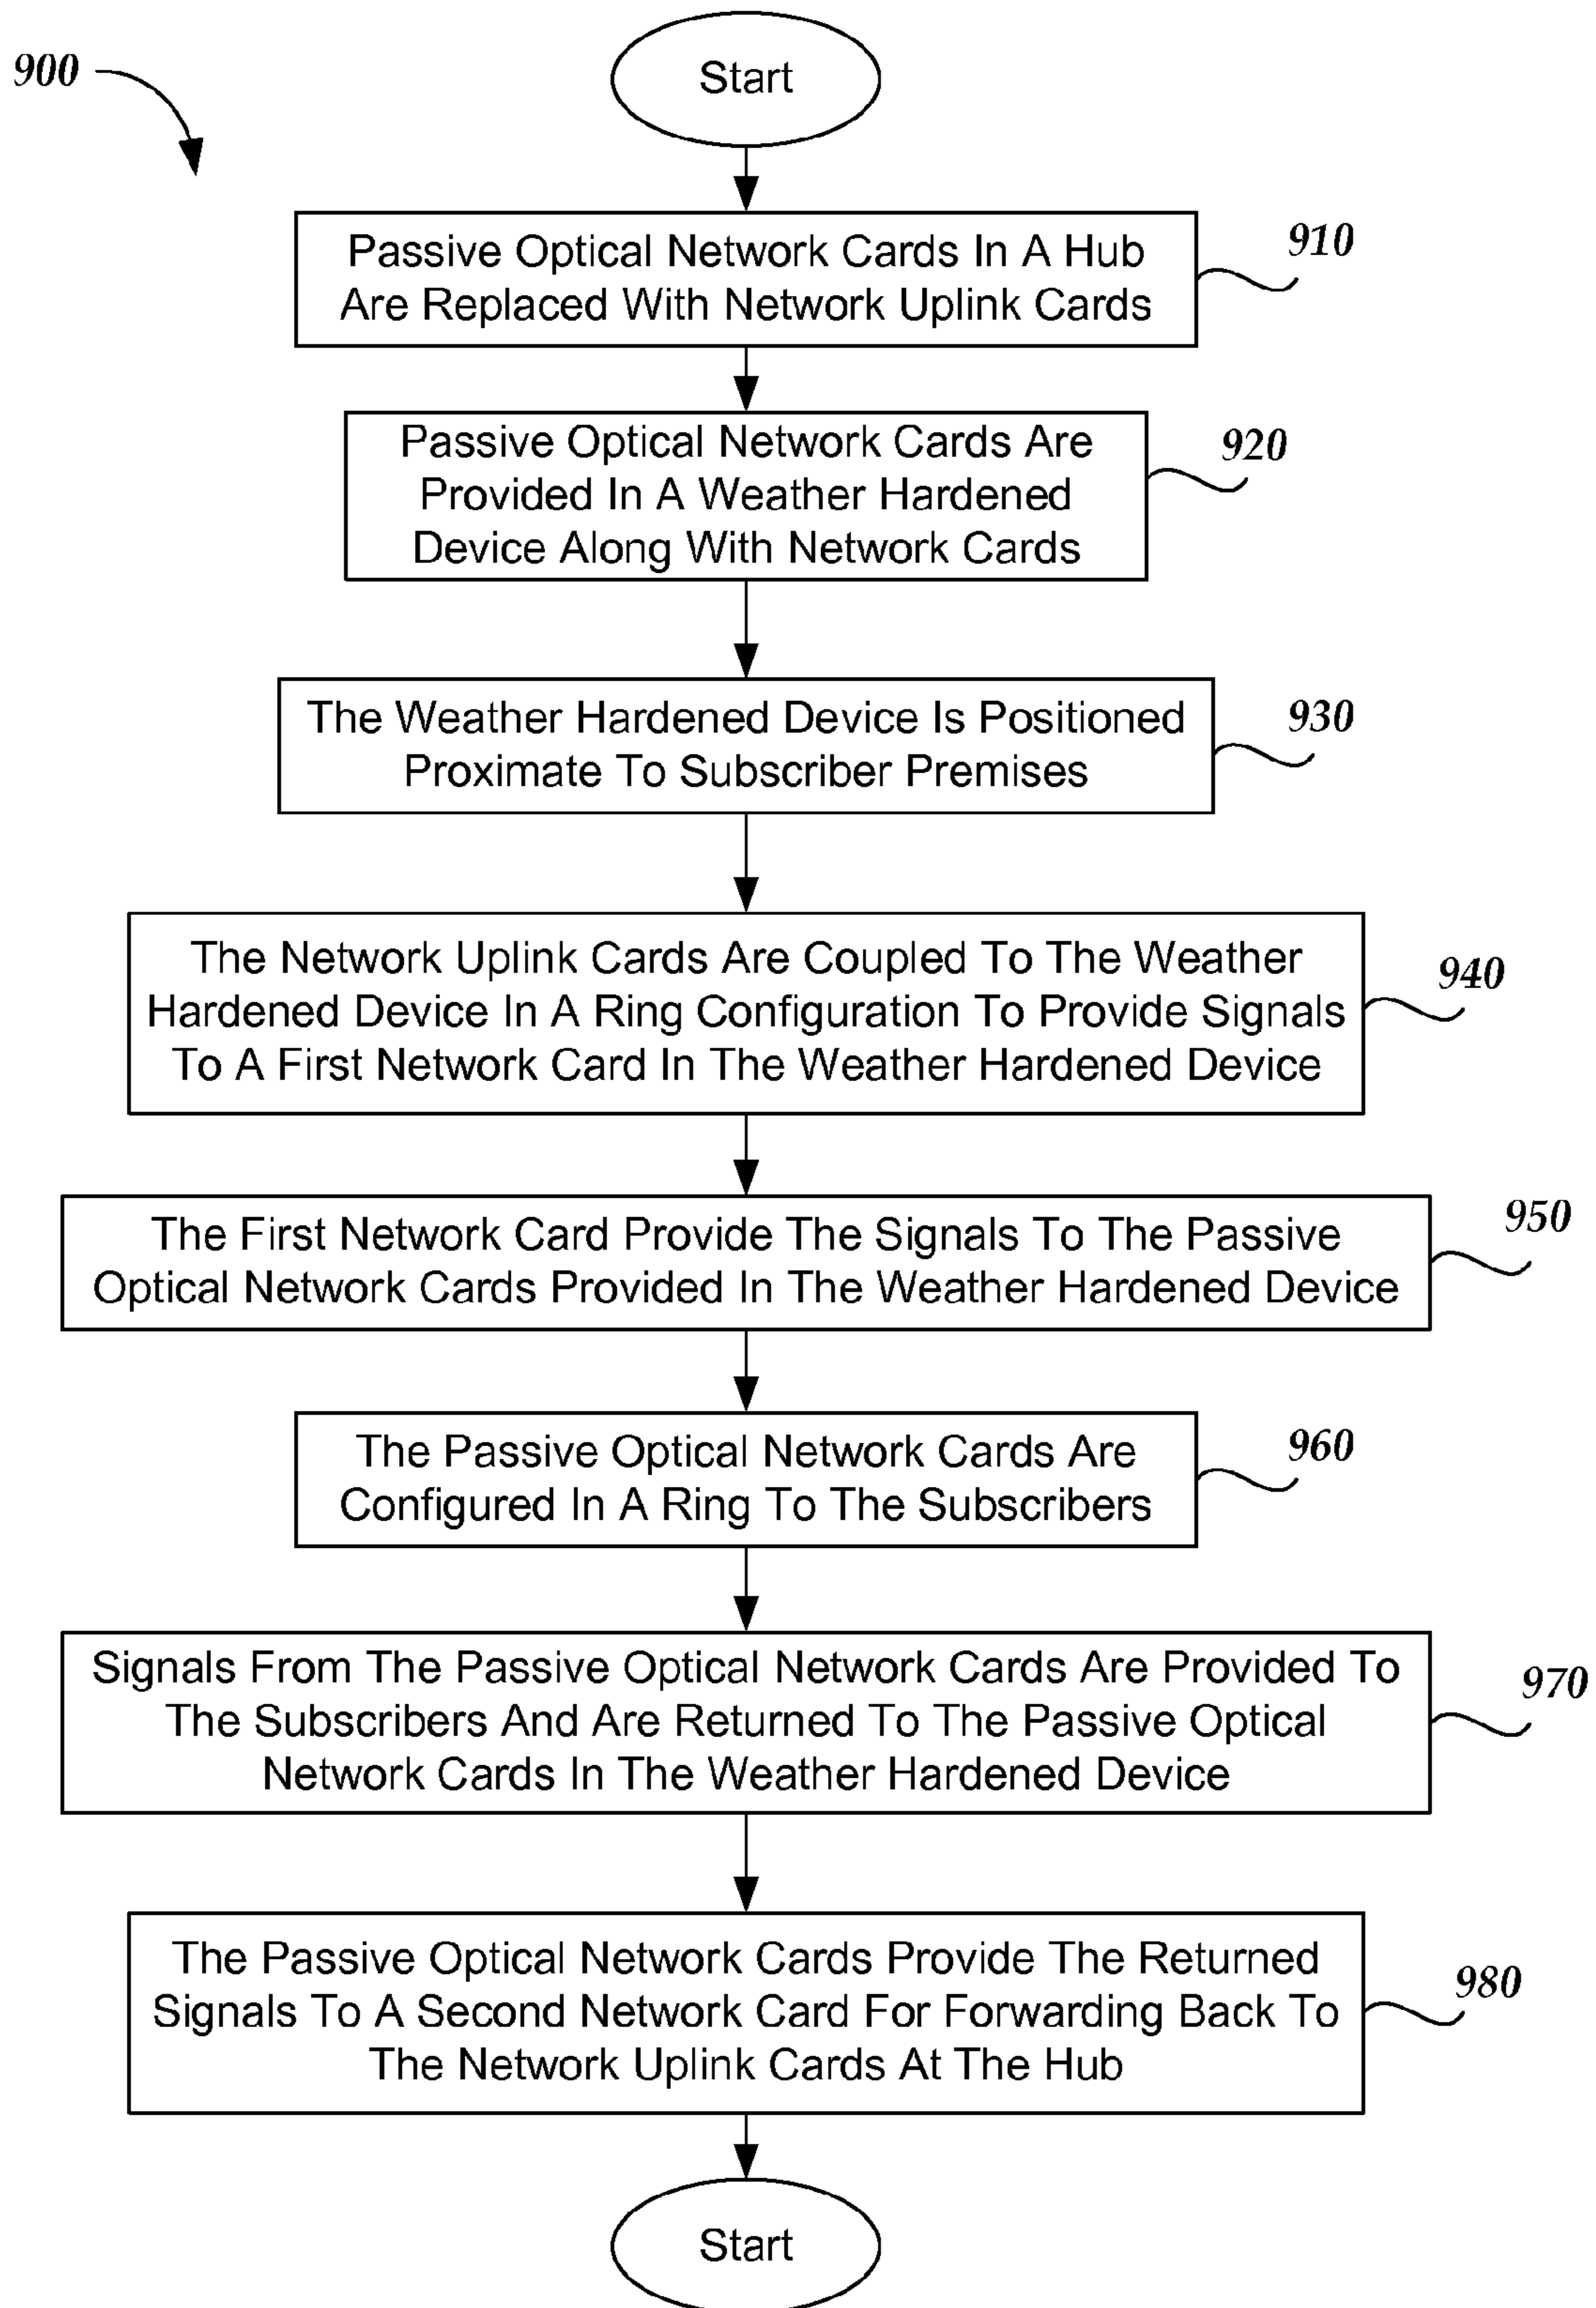 900
Start
Passive Optical Network Cards In A Hub
Are Replaced With Network Uplink Cards
910
Passive Optical Network Cards Are
Provided In A Weather Hardened
Device Along With Network Cards
920
The Weather Hardened Device Is Positioned
Proximate To Subscriber Premises
930
The Network Uplink Cards Are Coupled To The Weather
Hardened Device In A Ring Configuration To Provide Signals
To A First Network Card In The Weather Hardened Device
940
The First Network Card Provide The Signals To The Passive
Optical Network Cards Provided In The Weather Hardened Device
950
The Passive Optical Network Cards Are
Configured In A Ring To The Subscribers
960
Signals From The Passive Optical Network Cards Are Provided To
The Subscribers And Are Returned To The Passive Optical
Network Cards In The Weather Hardened Device
970
The Passive Optical Network Cards Provide The Returned
Signals To A Second Network Card For Forwarding Back To
The Network Uplink Cards At The Hub
980
Start